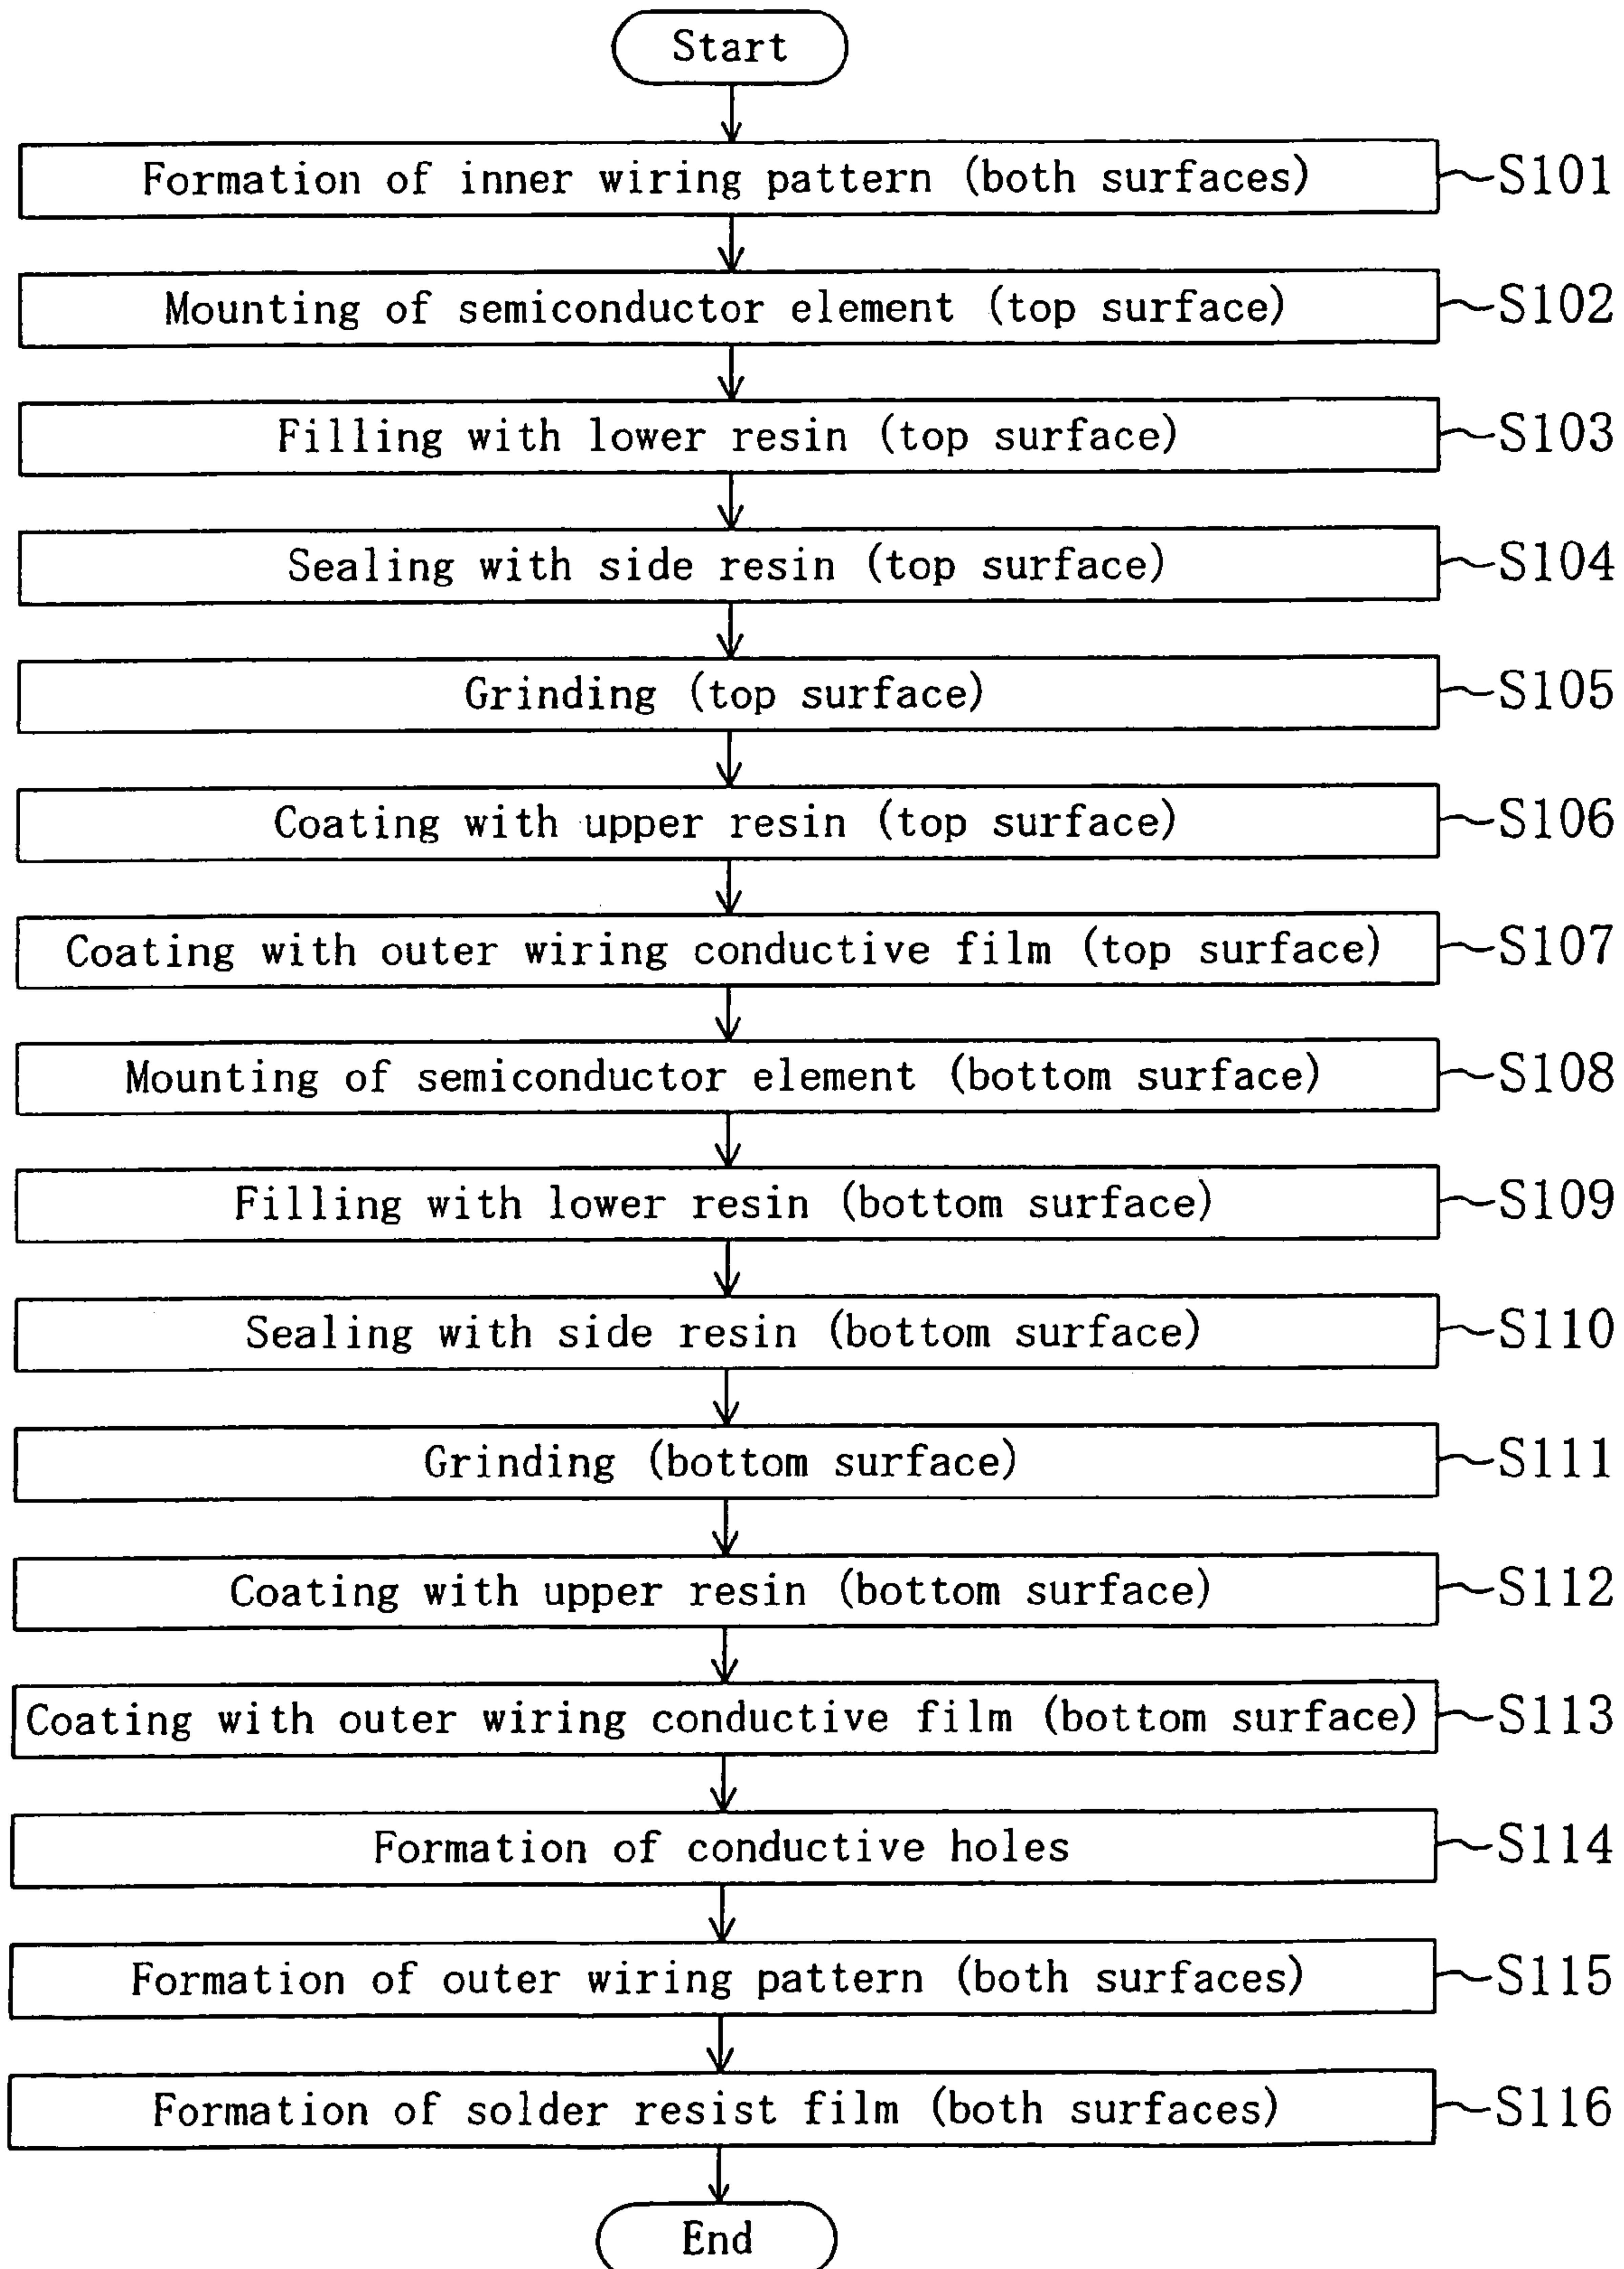 Start
Formation of inner wiring pattern (both surfaces) S101
Mounting of semiconductor element (top surface) S102
Filling with lower resin (top surface) S103
Sealing with side resin (top surface) S104
Grinding (top surface) S105
Coating with upper resin (top surface) S106
Coating with outer wiring conductive film (top surface) S107
Mounting of semiconductor element (bottom surface) S108
Filling with lower resin (bottom surface) S109
Sealing with side resin (bottom surface) S110
Grinding (bottom surface) S111
Coating with upper resin (bottom surface) S112
Coating with outer wiring conductive film (bottom surface) S113
Formation of conductive holes S114
Formation of outer wiring pattern (both surfaces) S115
Formation of solder resist film (both surfaces) S116
End